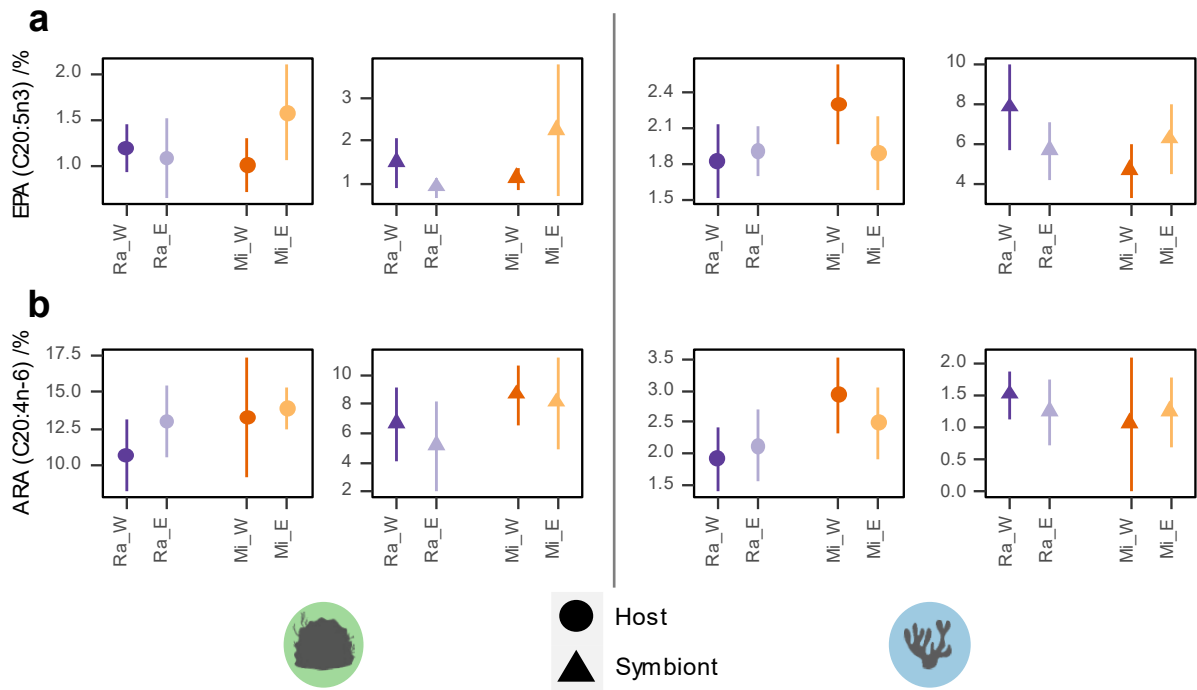 a
EPA (C20:5n3) /%
2.0
1.5
1.0
3
2
1
2.4
2.1
1.8
1.5
10
8
6
4
Ra_W
Ra_E
Mi_W
Mi_E
Ra_W
Ra_E
Mi_W
Mi_E
Ra_W
Ra_E
Mi_W
Mi_E
Ra_W
Ra_E
Mi_W
Mi_E
b
ARA (C20:4n-6) /%
17.5
15.0
12.5
10.0
10
8
6
4
2
3.5
3.0
2.5
2.0
1.5
2.0
1.5
1.0
0.5
0.0
Ra_W
Ra_E
Mi_W
Mi_E
Ra_W
Ra_E
Mi_W
Mi_E
Ra_W
Ra_E
Mi_W
Mi_E
Ra_W
Ra_E
Mi_W
Mi_E
Host
Symbiont